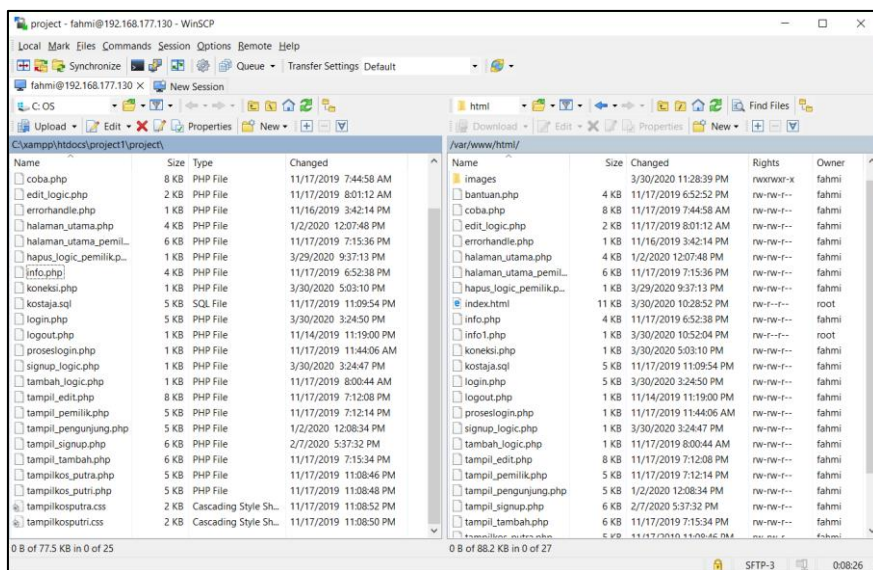 project - fahmi@192.168.177.130 - WinSCP
Local Mark Files Commands Session Options Remote Help
Synchronize Queue Transfer Settings Default
fahmi@192.168.177.130 New Session
C: OS html Find Files
Upload Edit Properties New Download Edit Properties New
C:\xampp\htdocs\project1\project\ /var/www/html/
Name Size Type Changed Name Size Changed Rights Owner
coba.php 8 KB PHP File 11/17/2019 7:44:58 AM images 3/30/2020 11:28:39 PM rwxrwxr-x fahmi
edit_logic.php 2 KB PHP File 11/17/2019 8:01:12 AM bantuan.php 4 KB 11/17/2019 6:52:52 PM rw-rw-r-- fahmi
errorhandle.php 1 KB PHP File 11/16/2019 3:42:14 PM coba.php 8 KB 11/17/2019 7:44:58 AM rw-rw-r-- fahmi
halaman_utama.php 4 KB PHP File 1/2/2020 12:07:48 PM edit_logic.php 2 KB 11/17/2019 8:01:12 AM rw-rw-r-- fahmi
halaman_utama_pemil... 6 KB PHP File 11/17/2019 7:15:36 PM errorhandle.php 1 KB 11/16/2019 3:42:14 PM rw-rw-r-- fahmi
hapus_logic_pemilik.p... 1 KB PHP File 3/29/2020 9:37:13 PM halaman_utama.php 4 KB 1/2/2020 12:07:48 PM rw-rw-r-- fahmi
info.php 4 KB PHP File 11/17/2019 6:52:38 PM halaman_utama_pemil... 6 KB 11/17/2019 7:15:36 PM rw-rw-r-- fahmi
koneksi.php 1 KB PHP File 3/30/2020 5:03:10 PM hapus_logic_pemilik.p... 1 KB 3/29/2020 9:37:13 PM rw-rw-r-- fahmi
kostaja.sql 5 KB SQL File 11/17/2019 11:09:54 PM index.html 11 KB 3/30/2020 10:28:52 PM rw-r--r-- root
login.php 5 KB PHP File 3/30/2020 3:24:50 PM info.php 4 KB 11/17/2019 6:52:38 PM rw-rw-r-- fahmi
logout.php 1 KB PHP File 11/14/2019 11:19:00 PM info1.php 1 KB 3/30/2020 10:52:04 PM rw-r--r-- root
proseslogin.php 1 KB PHP File 11/17/2019 11:44:06 AM koneksi.php 1 KB 3/30/2020 5:03:10 PM rw-rw-r-- fahmi
signup_logic.php 1 KB PHP File 3/30/2020 3:24:47 PM kostaja.sql 5 KB 11/17/2019 11:09:54 PM rw-rw-r-- fahmi
tambah_logic.php 1 KB PHP File 11/17/2019 8:00:44 AM login.php 5 KB 3/30/2020 3:24:50 PM rw-rw-r-- fahmi
tampil_edit.php 8 KB PHP File 11/17/2019 7:12:08 PM logout.php 1 KB 11/14/2019 11:19:00 PM rw-rw-r-- fahmi
tampil_pemilik.php 5 KB PHP File 11/17/2019 7:12:14 PM proseslogin.php 1 KB 11/17/2019 11:44:06 AM rw-rw-r-- fahmi
tampil_pengunjung.php 5 KB PHP File 1/2/2020 12:08:34 PM signup_logic.php 1 KB 3/30/2020 3:24:47 PM rw-rw-r-- fahmi
tampil_signup.php 6 KB PHP File 2/7/2020 5:37:32 PM tambah_logic.php 1 KB 11/17/2019 8:00:44 AM rw-rw-r-- fahmi
tampil_tambah.php 6 KB PHP File 11/17/2019 7:15:34 PM tampil_edit.php 8 KB 11/17/2019 7:12:08 PM rw-rw-r-- fahmi
tampilkos_putra.php 5 KB PHP File 11/17/2019 11:08:46 PM tampil_pemilik.php 5 KB 11/17/2019 7:12:14 PM rw-rw-r-- fahmi
tampilkos_putri.php 5 KB PHP File 11/17/2019 11:08:48 PM tampil_pengunjung.php 5 KB 1/2/2020 12:08:34 PM rw-rw-r-- fahmi
tampilkosputra.css 2 KB Cascading Style Sh... 11/17/2019 11:08:52 PM tampil_signup.php 6 KB 2/7/2020 5:37:32 PM rw-rw-r-- fahmi
tampilkosputri.css 2 KB Cascading Style Sh... 11/17/2019 11:08:50 PM tampil_tambah.php 6 KB 11/17/2019 7:15:34 PM rw-rw-r-- fahmi
tampilkos_putra.php 5 KB 11/17/2019 11:08:46 PM rw-rw-r-- fahmi
0 B of 77.5 KB in 0 of 25 0 B of 88.2 KB in 0 of 27
SFTP-3 0:08:26